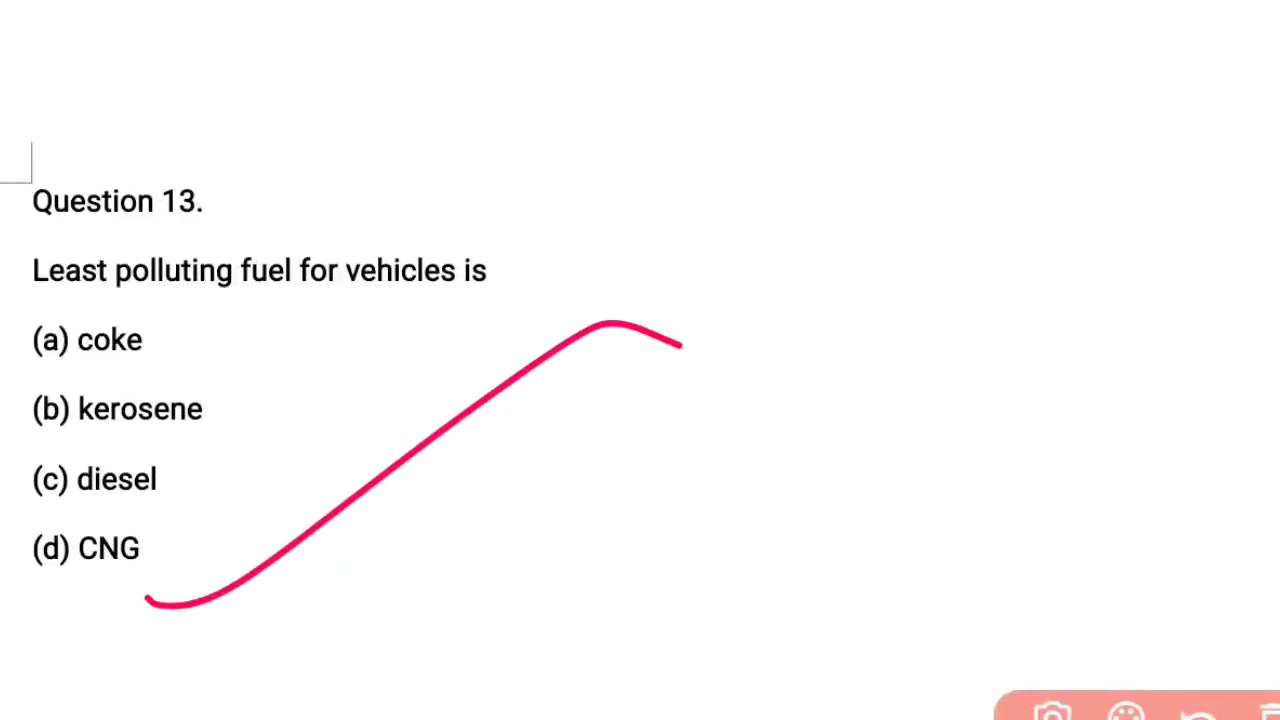 Question 13.
Least polluting fuel for vehicles is
(a) coke
(b) kerosene
(c) diesel
(d) CNG